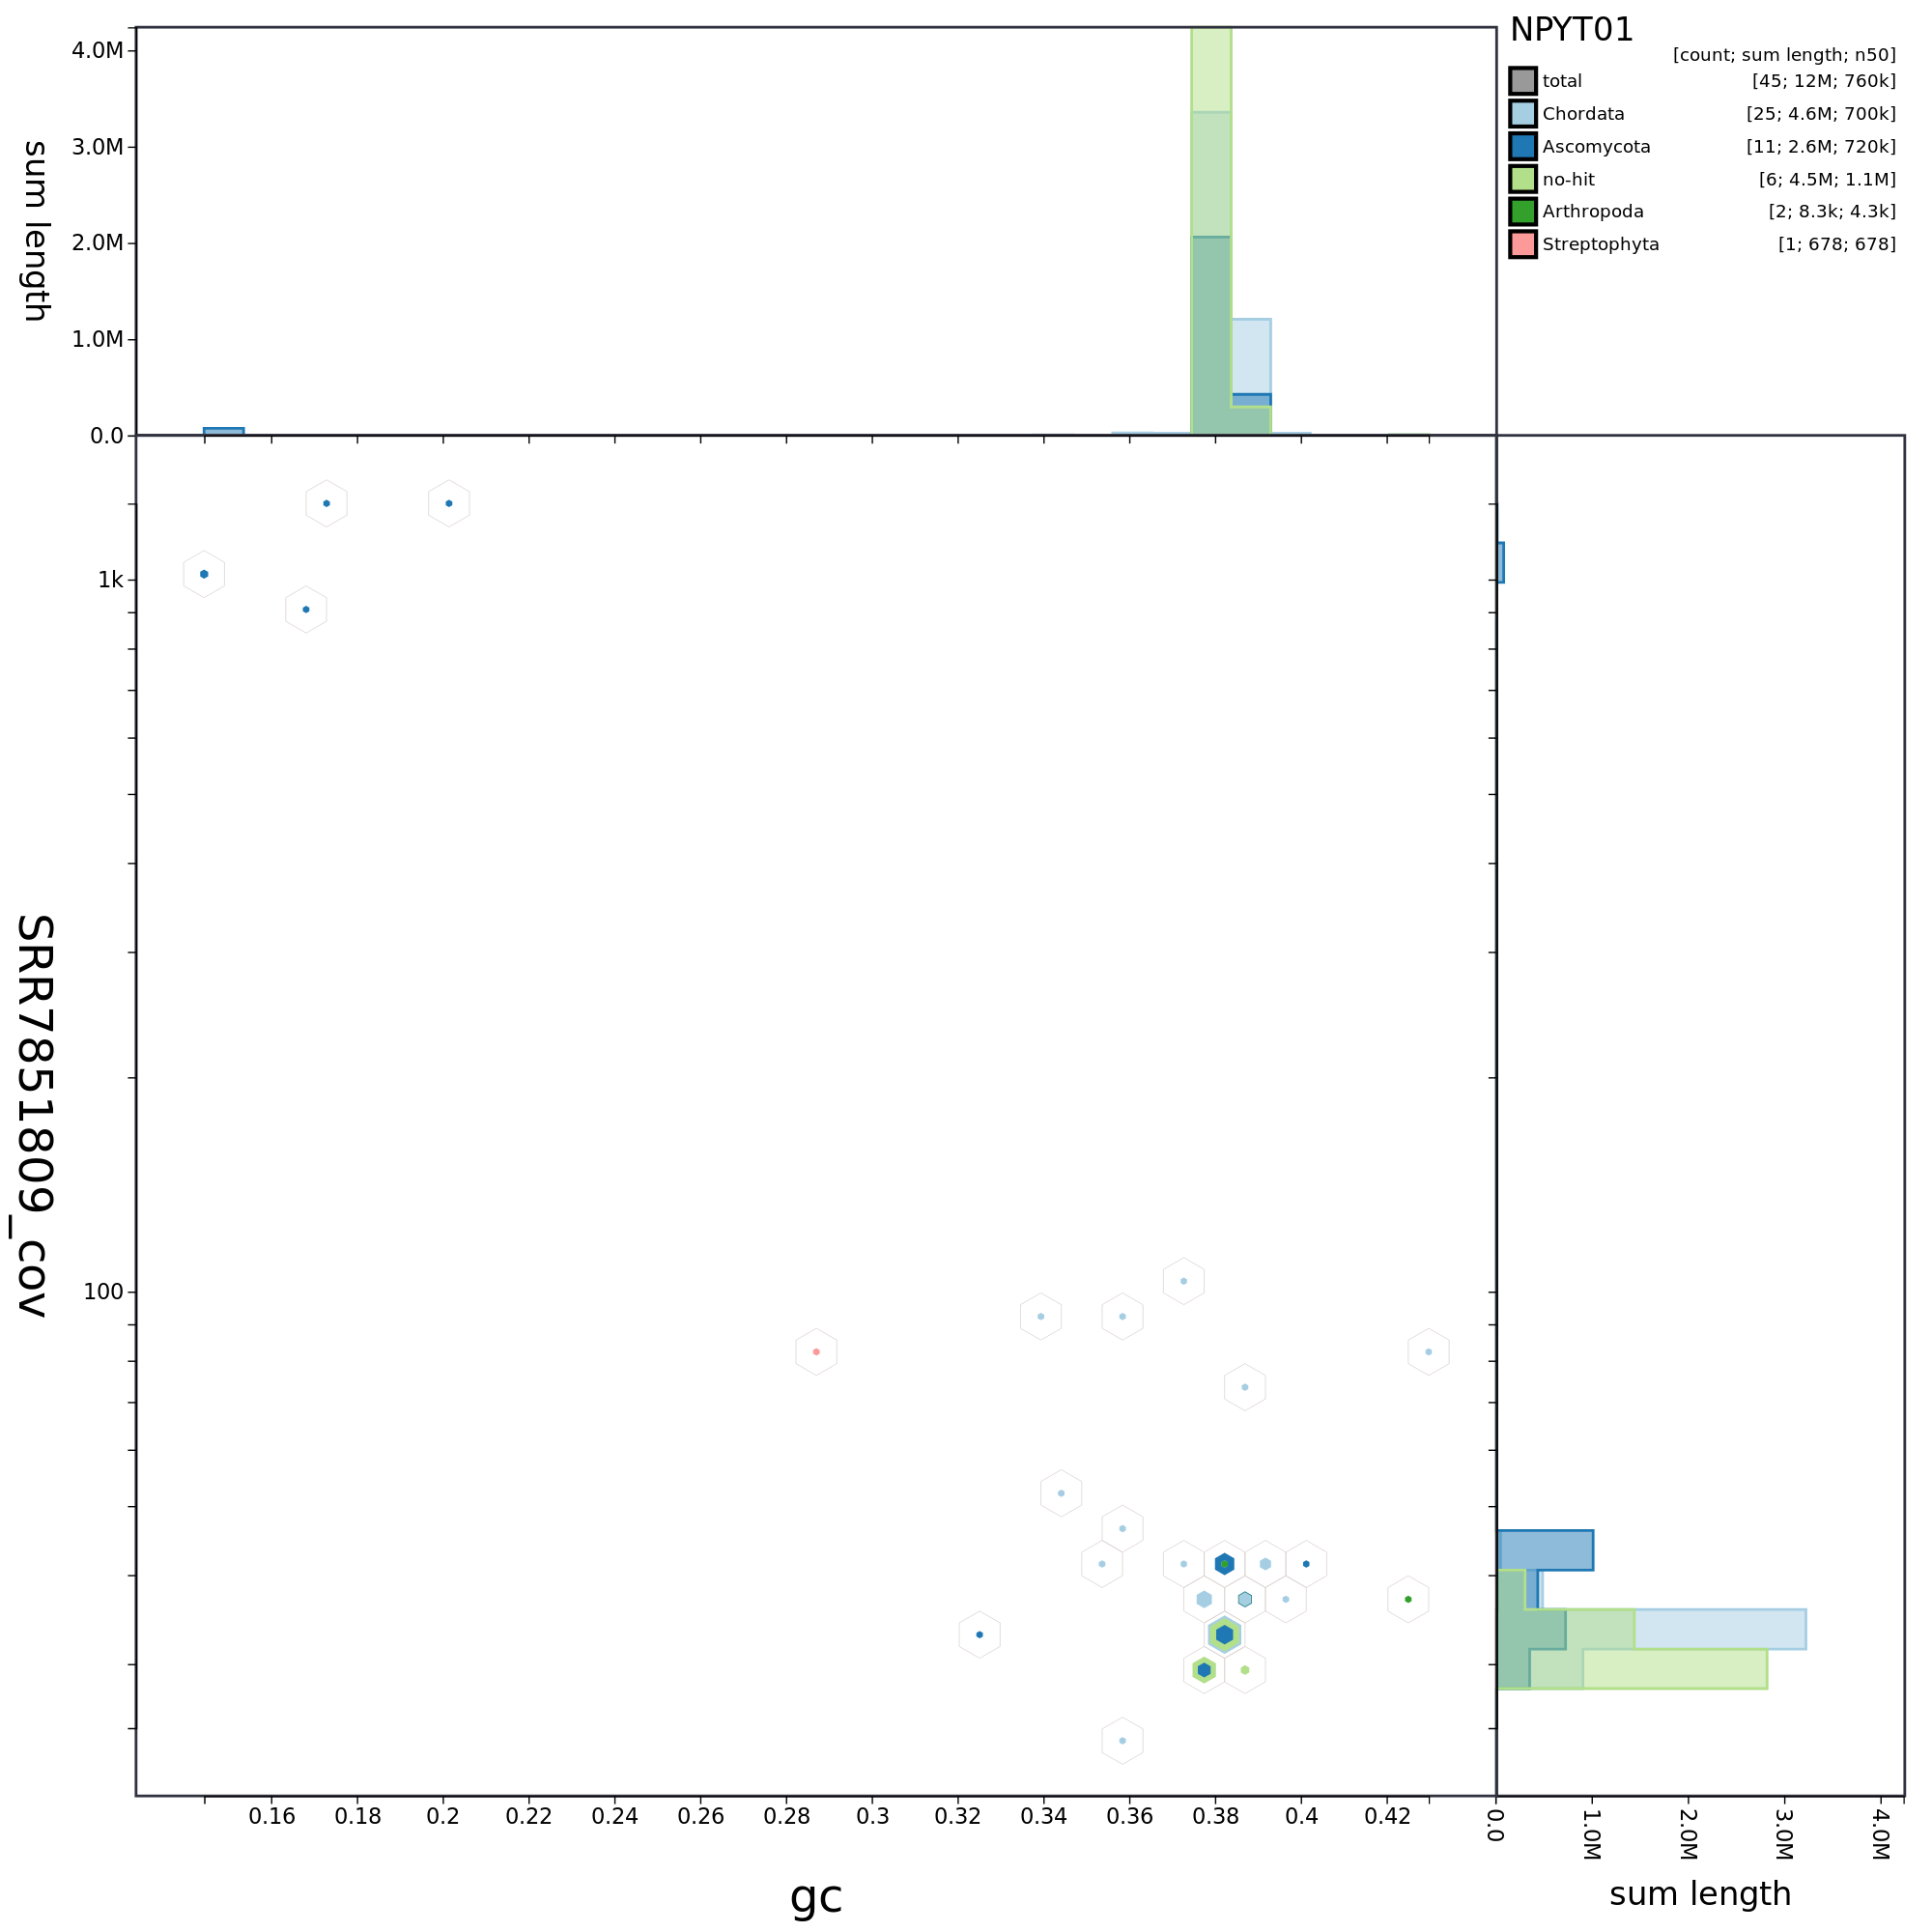 NPYT01
[count; sum length; n50]
total [45; 12M; 760k]
Chordata [25; 4.6M; 700k]
Ascomycota [11; 2.6M; 720k]
no-hit [6; 4.5M; 1.1M]
Arthropoda [2; 8.3k; 4.3k]
Streptophyta [1; 678; 678]
sum length
4.0M
3.0M
2.0M
1.0M
0.0
SRR7851809_cov
1k
100
0.16 0.18 0.2 0.22 0.24 0.26 0.28 0.3 0.32 0.34 0.36 0.38 0.4 0.42
gc
0.0 1.0M 2.0M 3.0M 4.0M
sum length